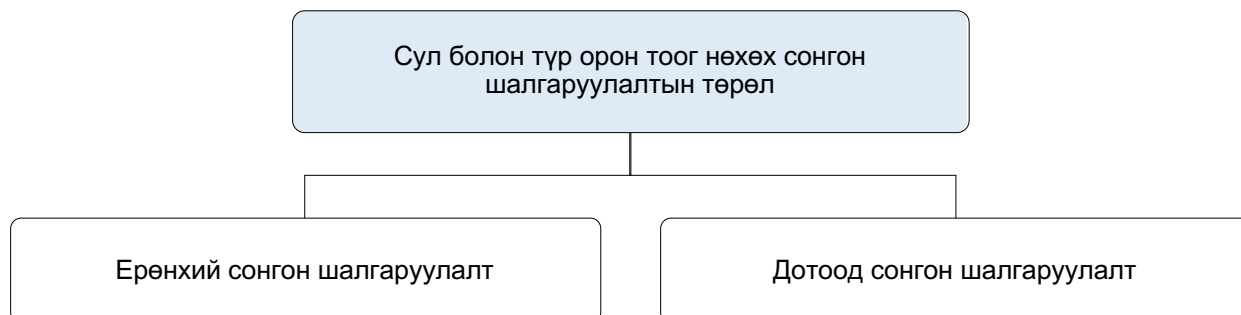 Сул болон түр орон тоог нөхөх сонгон
шалгаруулалтын төрөл
Ерөнхий сонгон шалгаруулалт
Дотоод сонгон шалгаруулалт